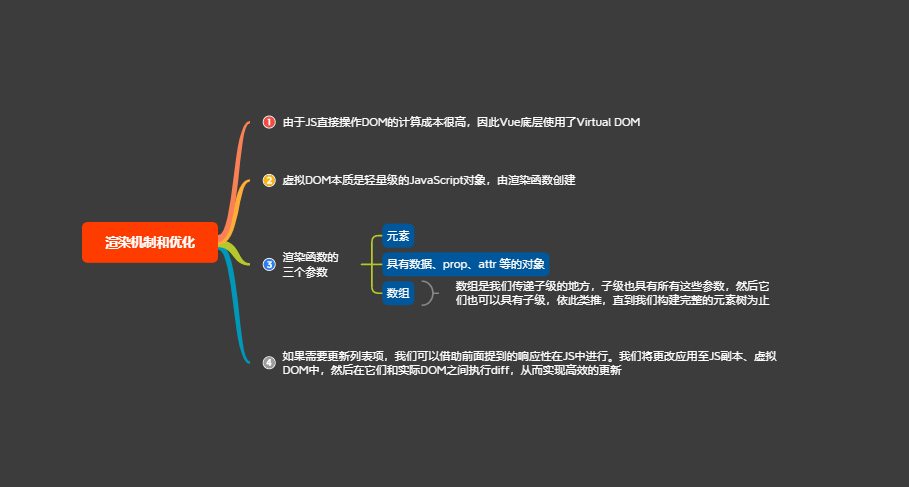 1 由于JS直接操作DOM的计算成本很高，因此Vue底层使用了Virtual DOM
2 虚拟DOM本质是轻量级的JavaScript对象，由渲染函数创建
渲染机制和优化
3 渲染函数的
三个参数
元素
具有数据、prop、attr 等的对象
数组
数组是我们传递子级的地方，子级也具有所有这些参数，然后它
们也可以具有子级，依此类推，直到我们构建完整的元素树为止
4 如果需要更新列表项，我们可以借助前面提到的响应性在JS中进行。我们将更改应用至JS副本、虚拟
DOM中，然后在它们和实际DOM之间执行diff，从而实现高效的更新